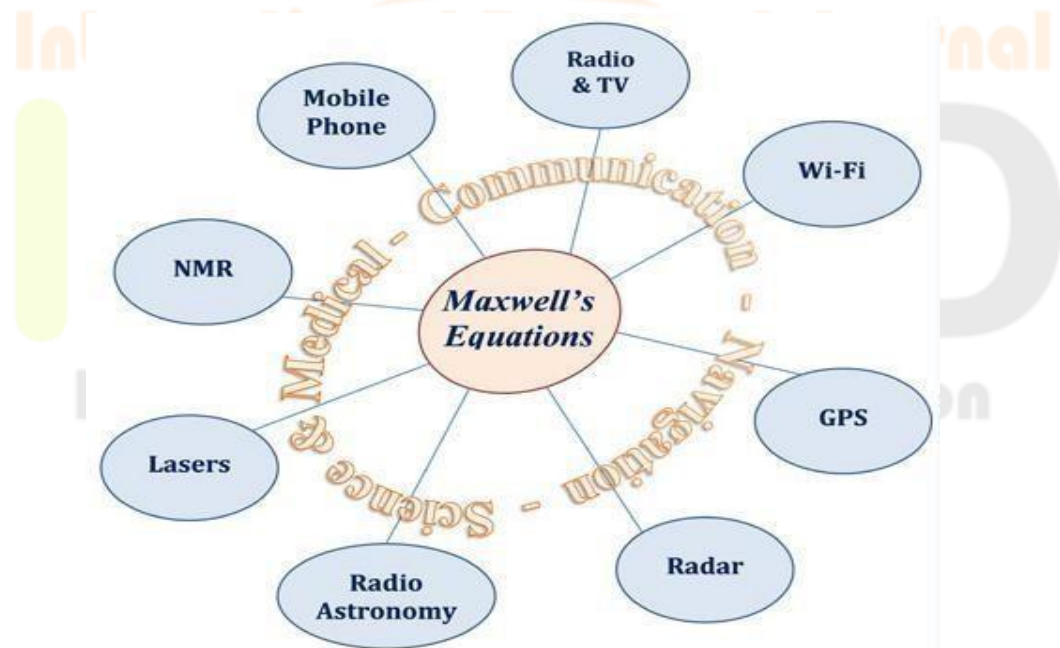 Radio
& TV
Mobile
Phone
Wi-Fi
NMR
Maxwell's
Equations
GPS
Lasers
Radar
Radio
Astronomy
Communication - Navigation - Science & Medical -